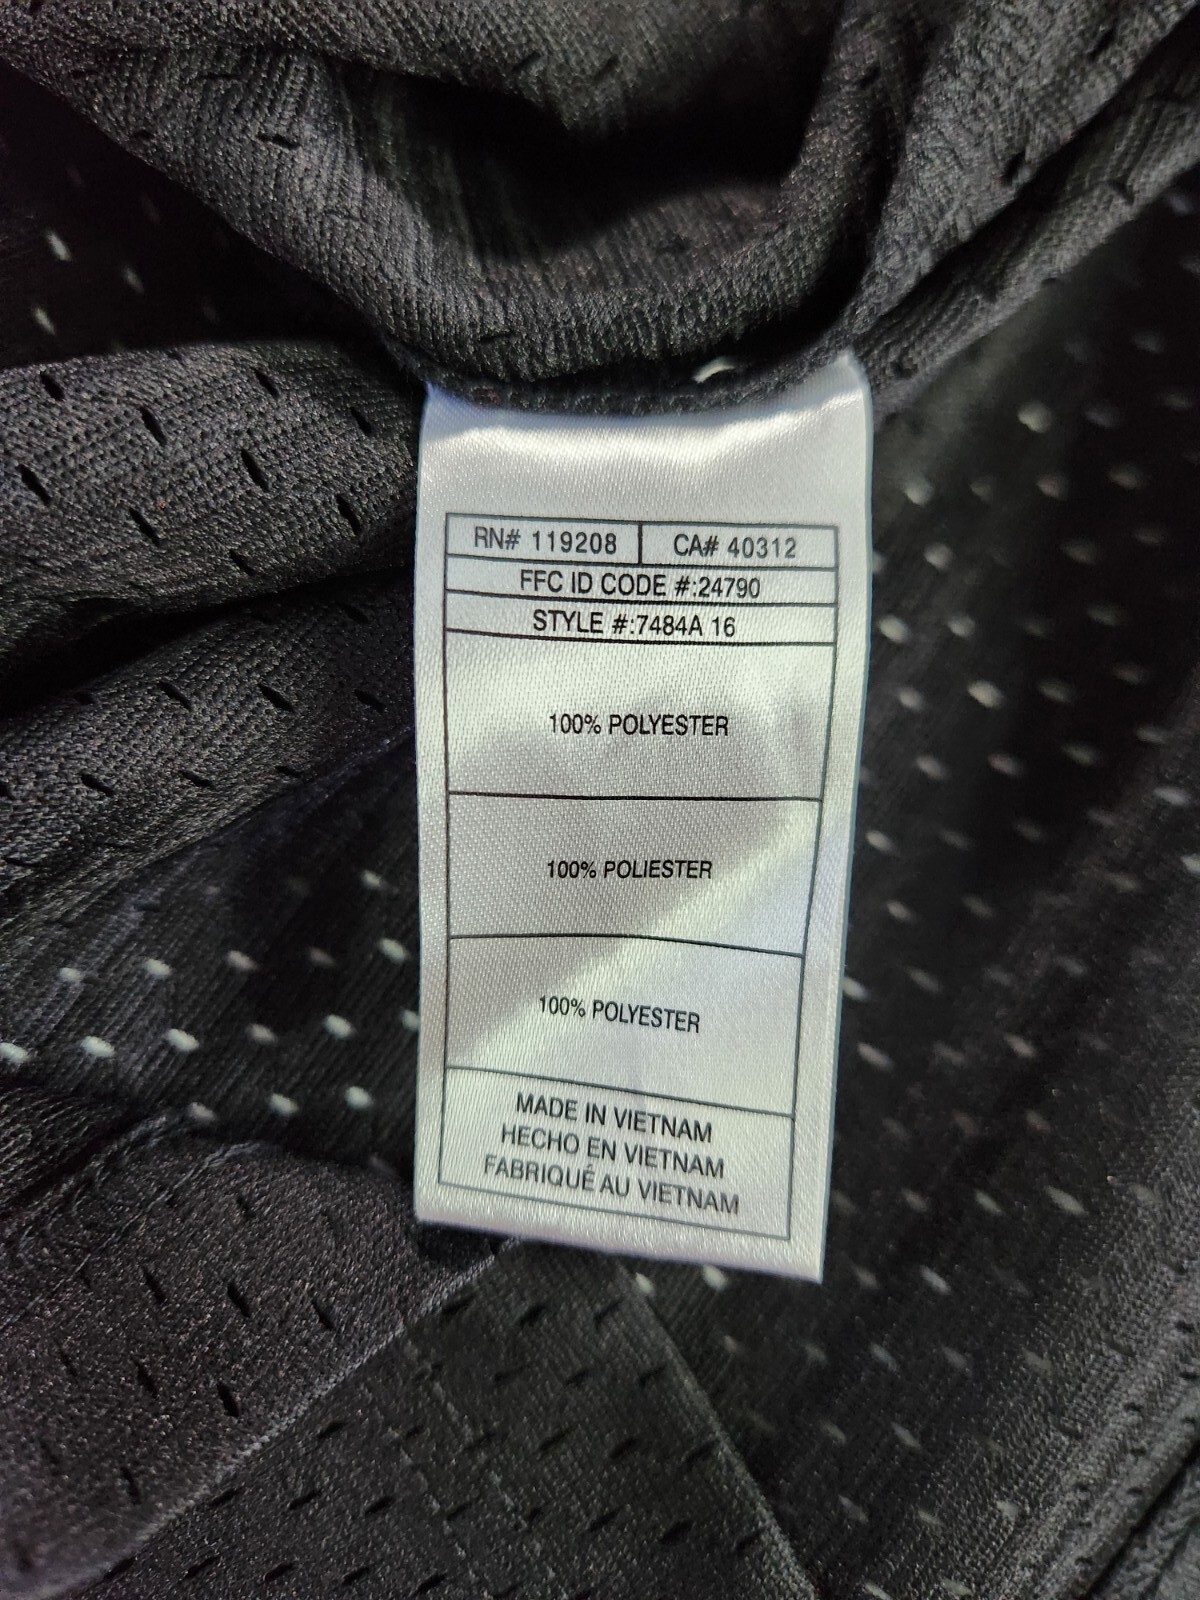 RN# 119208 CA# 40312
FFC ID CODE #:24790
STYLE #:7484A 16
100% POLYESTER
100% POLIESTER
100% POLYESTER
MADE IN VIETNAM
HECHO EN VIETNAM
FABRIQUÉ AU VIETNAM